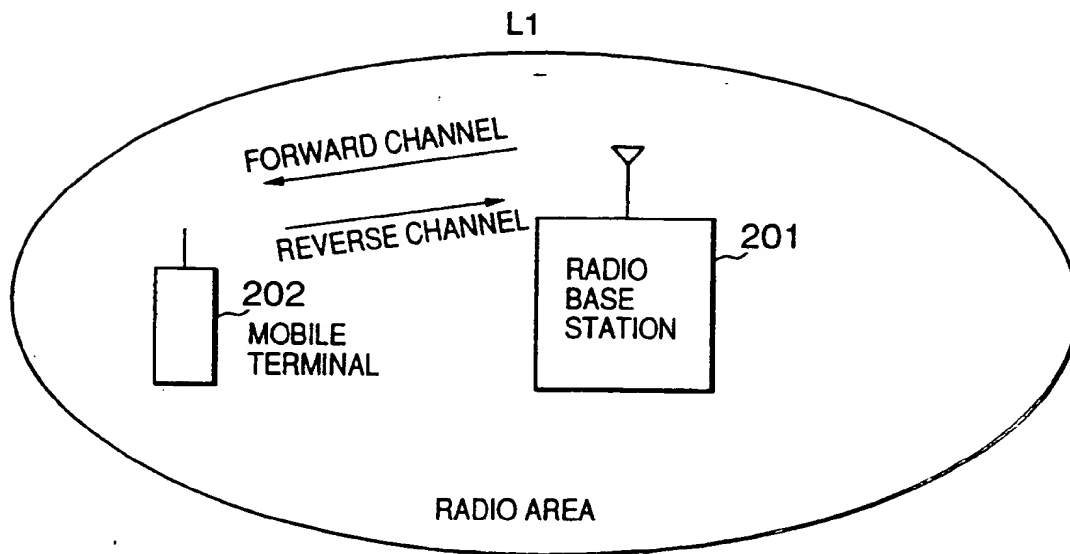 L1
FORWARD CHANNEL
REVERSE CHANNEL
201
RADIO
BASE
STATION
202
MOBILE
TERMINAL
RADIO AREA